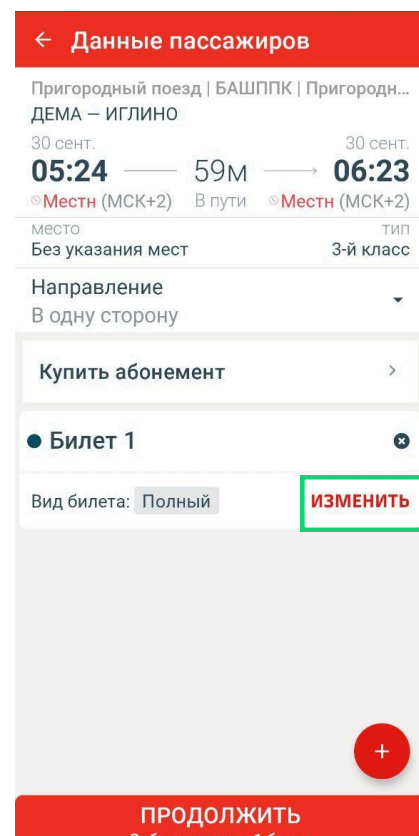 Данные пассажиров
Пригородный поезд | БАШППК | Пригородн...
ДЕМА — ИГЛИНО
30 сент. 30 сент.
05:24 59м 06:23
Местн (МСК+2) В пути Местн (МСК+2)
место тип
Без указания мест 3-й класс
Направление
В одну сторону
Купить абонемент
Билет 1
Вид билета: Полный ИЗМЕНИТЬ
+
ПРОДОЛЖИТЬ